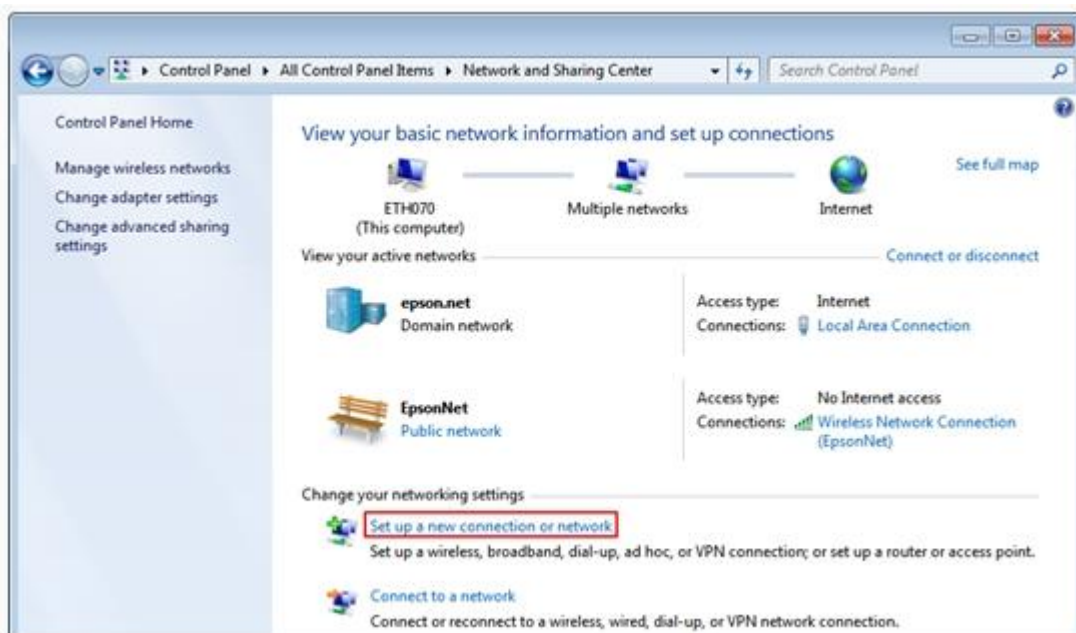 Control Panel ▸ All Control Panel Items ▸ Network and Sharing Center
Search Control Panel
Control Panel Home
Manage wireless networks
Change adapter settings
Change advanced sharing
settings
View your basic network information and set up connections
See full map
ETH070
(This computer)
Multiple networks
Internet
View your active networks
Connect or disconnect
epson.net
Domain network
Access type: Internet
Connections: Local Area Connection
EpsonNet
Public network
Access type: No Internet access
Connections: Wireless Network Connection
(EpsonNet)
Change your networking settings
Set up a new connection or network
Set up a wireless, broadband, dial-up, ad hoc, or VPN connection; or set up a router or access point.
Connect to a network
Connect or reconnect to a wireless, wired, dial-up, or VPN network connection.